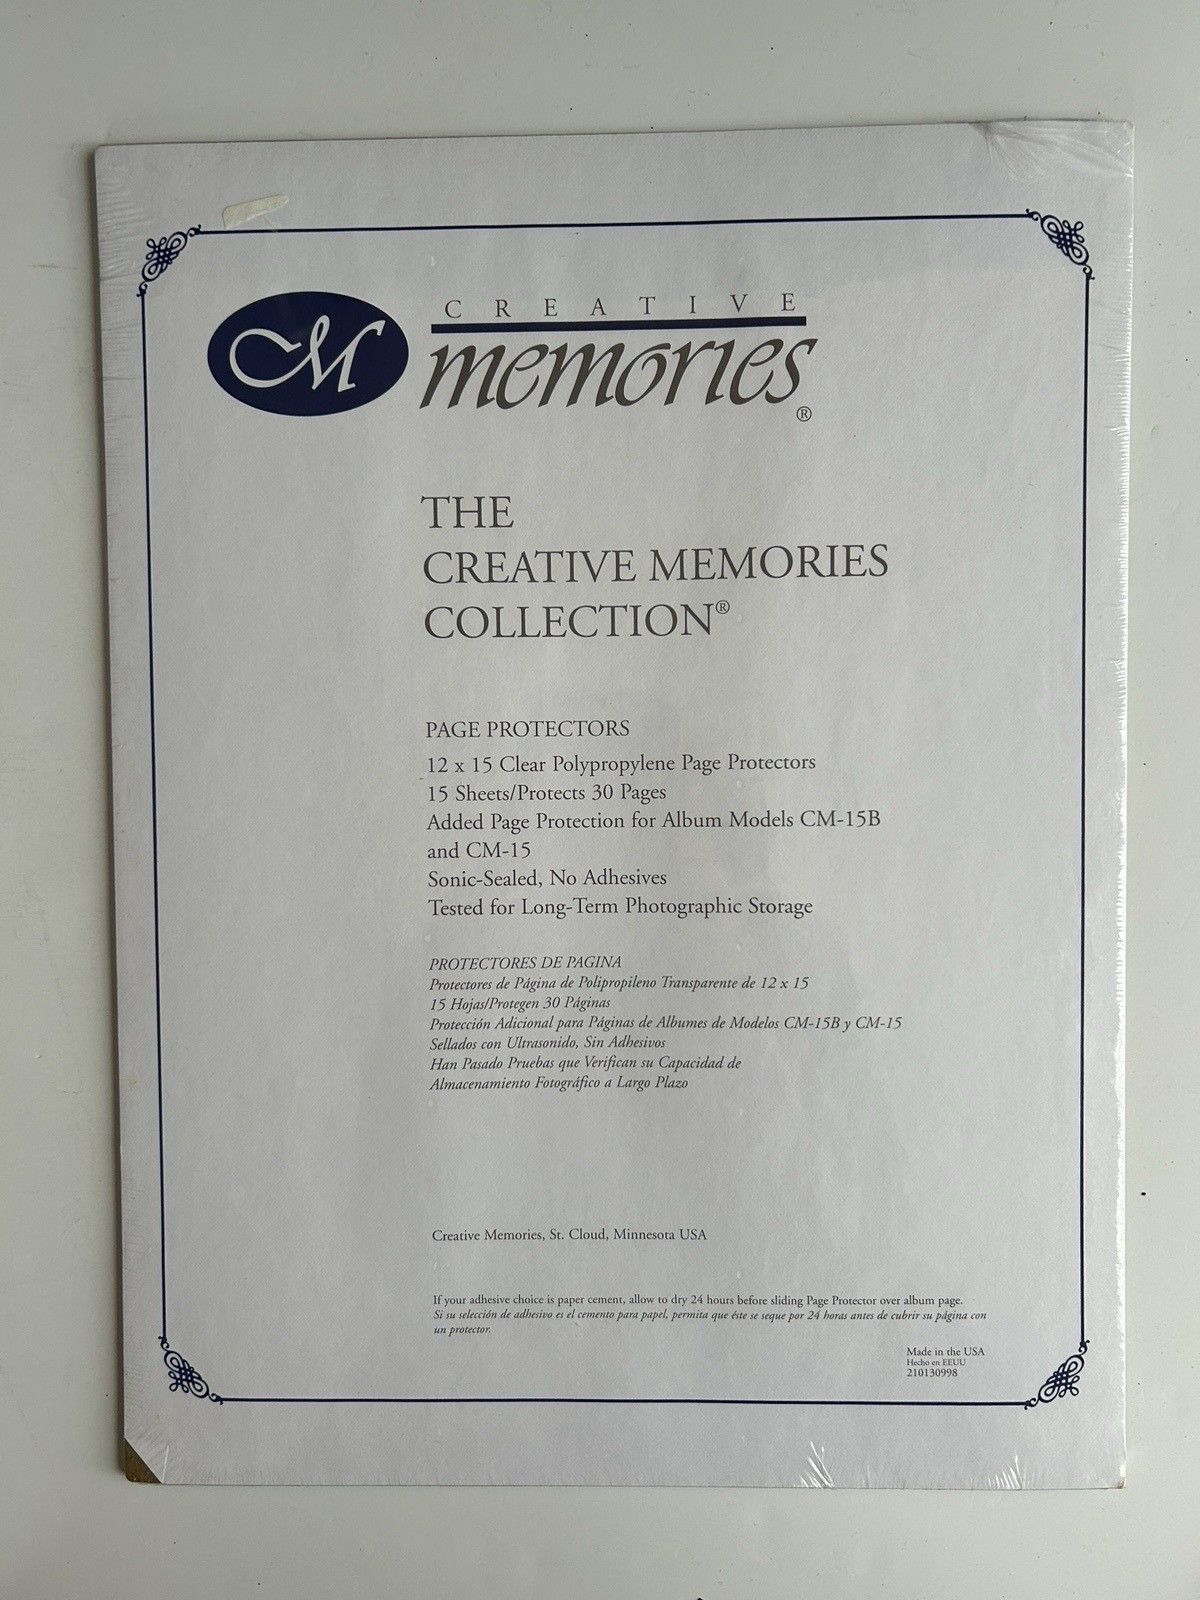 M
CREATIVE
memories®
THE
CREATIVE MEMORIES
COLLECTION®
PAGE PROTECTORS
12 x 15 Clear Polypropylene Page Protectors
15 Sheets/Protects 30 Pages
Added Page Protection for Album Models CM-15B
and CM-15
Sonic-Sealed, No Adhesives
Tested for Long-Term Photographic Storage
PROTECTORES DE PAGINA
Protectores de Página de Polipropileno Transparente de 12 x 15
15 Hojas/Protegen 30 Páginas
Protección Adicional para Páginas de Albumes de Modelos CM-15B y CM-15
Sellados con Ultrasonido, Sin Adhesivos
Han Pasado Pruebas que Verifican su Capacidad de
Almacenamiento Fotográfico a Largo Plazo
Creative Memories, St. Cloud, Minnesota USA
If your adhesive choice is paper cement, allow to dry 24 hours before sliding Page Protector over album page.
Si su selección de adhesivo es el cemento para papel, permita que éste se seque por 24 horas antes de cubrir su página con
un protector.
Made in the USA
Hecho en EEUU
210130998